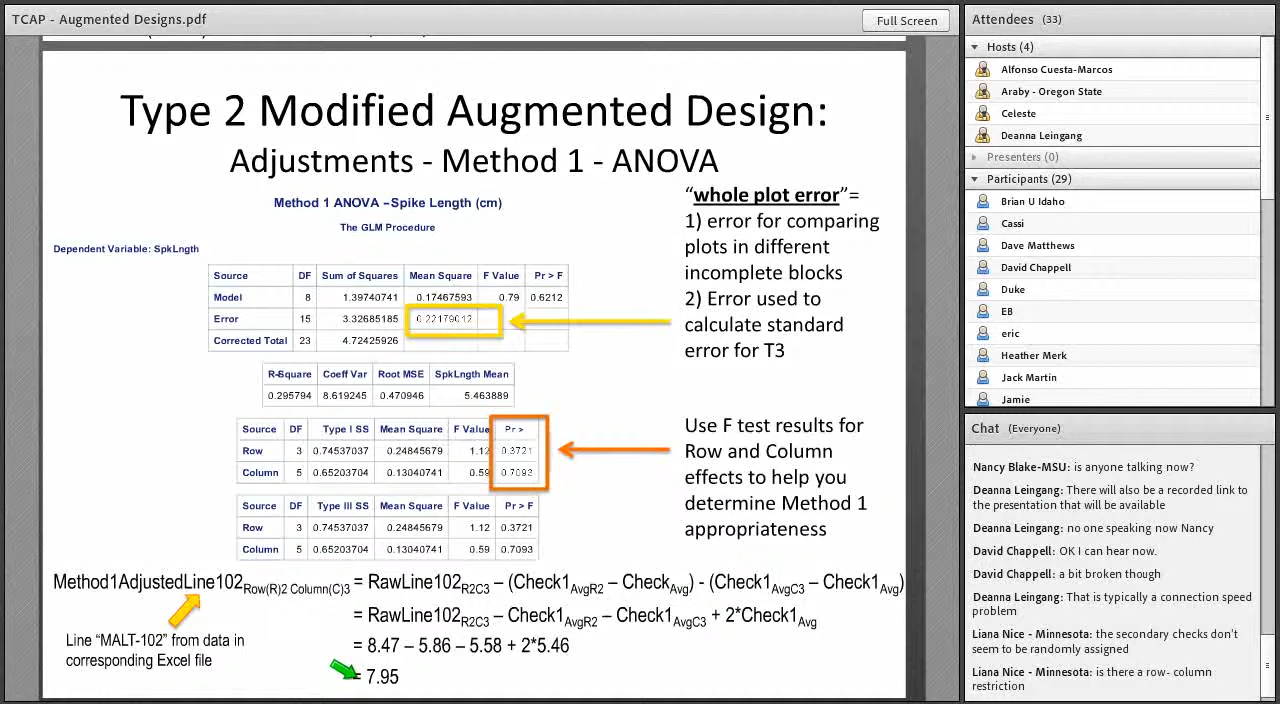 TCAP - Augmented Designs.pdf
Full Screen
Type 2 Modified Augmented Design:
Adjustments - Method 1 - ANOVA
Method 1 ANOVA –Spike Length (cm)
The GLM Procedure
Dependent Variable: SpkLngth
Source DF Sum of Squares Mean Square F Value Pr > F
Model 8 1.39740741 0.17467593 0.79 0.6212
Error 15 3.32685185 0.22179012
Corrected Total 23 4.72425926
R-Square Coeff Var Root MSE SpkLngth Mean
0.295794 8.619245 0.470946 5.463889
Source DF Type I SS Mean Square F Value Pr >
Row 3 0.74537037 0.24845679 1.12 0.3721
Column 5 0.65203704 0.13040741 0.59 0.7093
Source DF Type III SS Mean Square F Value Pr > F
Row 3 0.74537037 0.24845679 1.12 0.3721
Column 5 0.65203704 0.13040741 0.59 0.7093
“whole plot error”=
1) error for comparing
plots in different
incomplete blocks
2) Error used to
calculate standard
error for T3
Use F test results for
Row and Column
effects to help you
determine Method 1
appropriateness
Method1AdjustedLine102Row(R)2 Column(C)3 = RawLine102R2C3 – (Check1AvgR2 – CheckAvg) - (Check1AvgC3 – Check1Avg)
= RawLine102R2C3 – Check1AvgR2 – Check1AvgC3 + 2*Check1Avg
= 8.47 – 5.86 – 5.58 + 2*5.46
= 7.95
Line “MALT-102” from data in
corresponding Excel file
Attendees (33)
Hosts (4)
Alfonso Cuesta-Marcos
Araby - Oregon State
Celeste
Deanna Leingang
Presenters (0)
Participants (29)
Brian U Idaho
Cassi
Dave Matthews
David Chappell
Duke
EB
eric
Heather Merk
Jack Martin
Jamie
Chat (Everyone)
Nancy Blake-MSU: is anyone talking now?
Deanna Leingang: There will also be a recorded link to
the presentation that will be available
Deanna Leingang: no one speaking now Nancy
David Chappell: OK I can hear now.
David Chappell: a bit broken though
Deanna Leingang: That is typically a connection speed
problem
Liana Nice - Minnesota: the secondary checks don't
seem to be randomly assigned
Liana Nice - Minnesota: is there a row- column
restriction